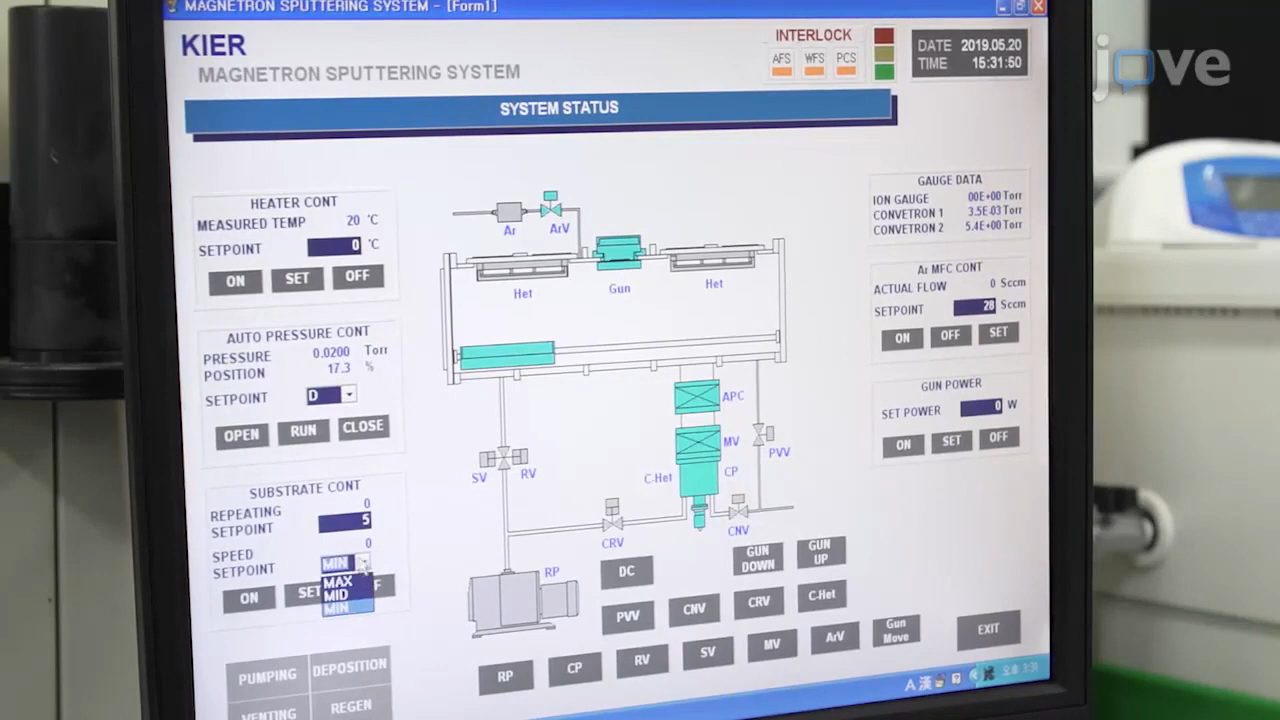 MAGNETRON SPUTTERING SYSTEM - [Form1]
KIER
MAGNETRON SPUTTERING SYSTEM
INTERLOCK
AFS WFS PCS
DATE 2019.05.20
TIME 15:31:50
jove
SYSTEM STATUS
HEATER CONT
MEASURED TEMP 20 ℃
SETPOINT 0 ℃
ON SET OFF
AUTO PRESSURE CONT
PRESSURE 0.0200 Torr
POSITION 17.3 %
SETPOINT D
OPEN RUN CLOSE
SUBSTRATE CONT
REPEATING 0
SETPOINT 5
SPEED 0
SETPOINT MIN
MAX
MID
MIN
ON SET F
PUMPING DEPOSITION
VENTING REGEN
Ar ArV
Het Gun Het
APC
MV
CP
C-Het
PVV
SV RV
CRV
CNV
RP
GAUGE DATA
ION GAUGE 00E+00 Torr
CONVETRON 1 3.5E-03 Torr
CONVETRON 2 5.4E+00 Torr
Ar MFC CONT
ACTUAL FLOW 0 Sccm
SETPOINT 20 Sccm
ON OFF SET
GUN POWER
SET POWER 0 W
ON SET OFF
DC GUN DOWN GUN UP
PVV CNV CRV C-Het
RP CP RV SV MV ArV Gun Move EXIT
A 漢 ? 오후 3:31